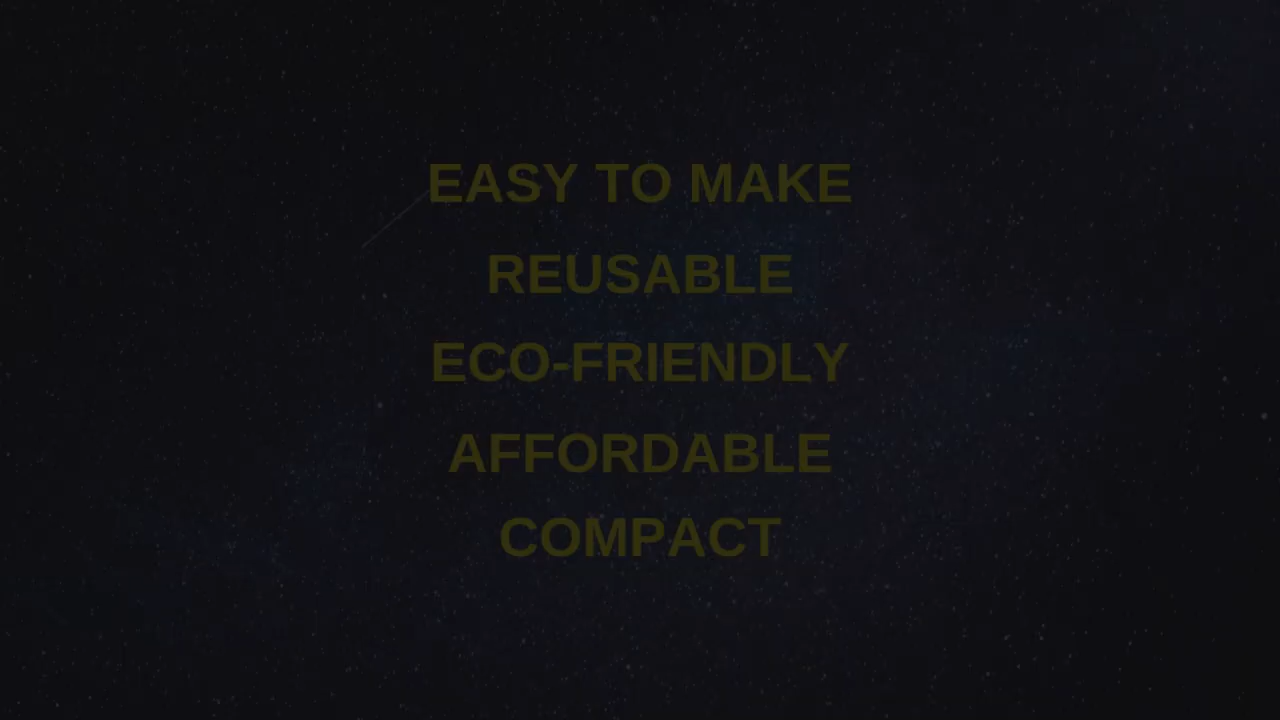 EASY TO MAKE
REUSABLE
ECO-FRIENDLY
AFFORDABLE
COMPACT